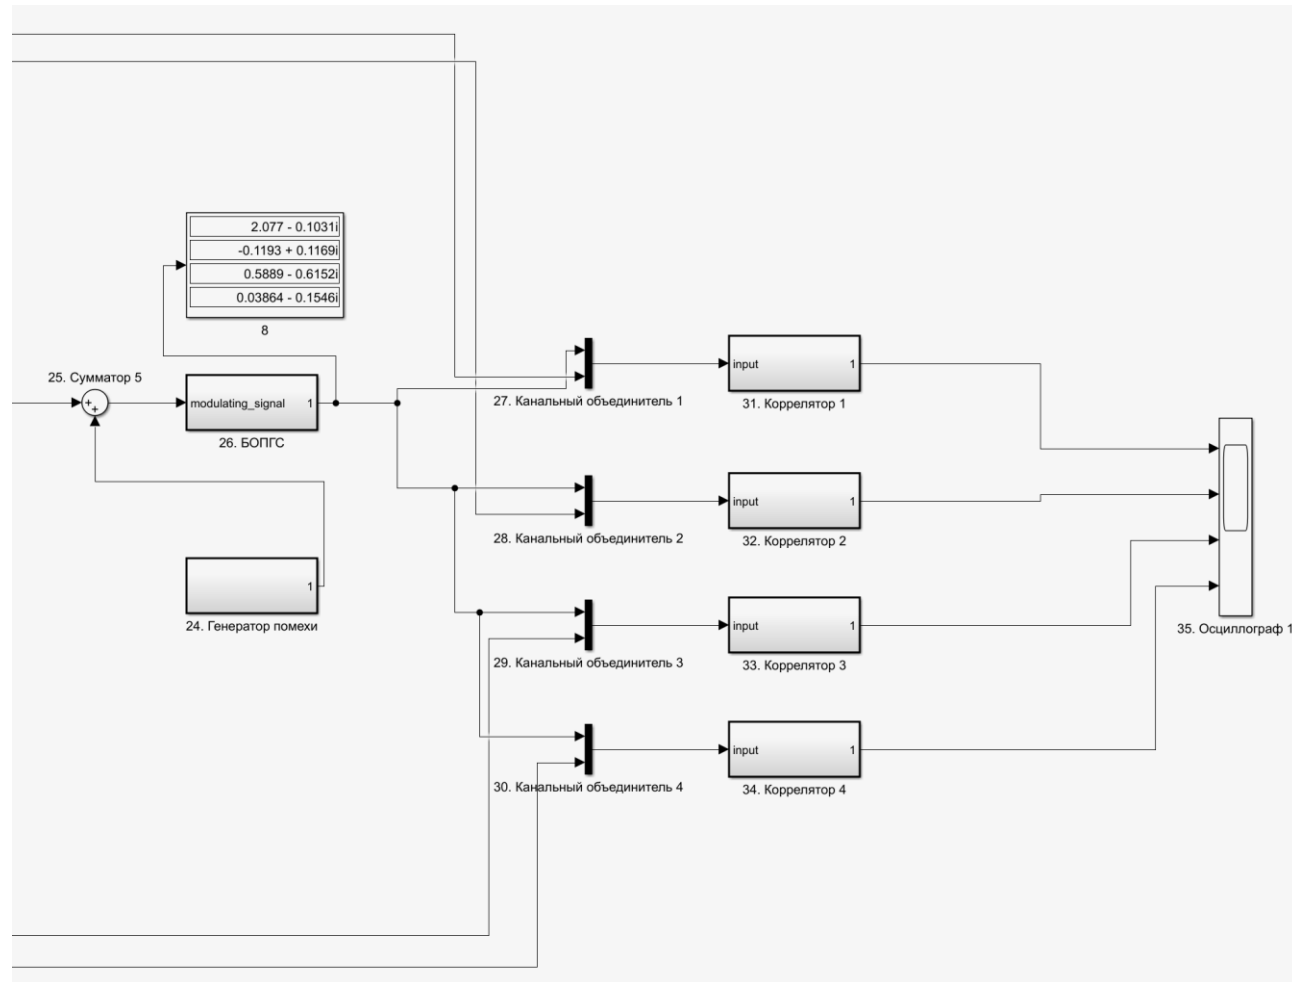 2.077 - 0.1031i
-0.1193 + 0.1169i
0.5889 - 0.6152i
0.03864 - 0.1546i
8
25. Сумматор 5
+
+
modulating_signal 1
26. БОПГС
1
24. Генератор помехи
27. Канальный объединитель 1
input 1
31. Коррелятор 1
28. Канальный объединитель 2
input 1
32. Коррелятор 2
29. Канальный объединитель 3
input 1
33. Коррелятор 3
30. Канальный объединитель 4
input 1
34. Коррелятор 4
35. Осциллограф 1